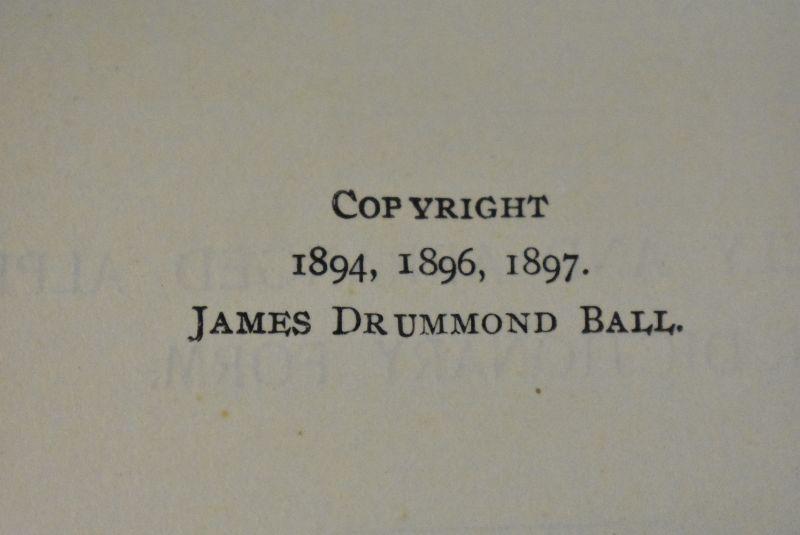 COPYRIGHT
1894, 1896, 1897.
JAMES DRUMMOND BALL.